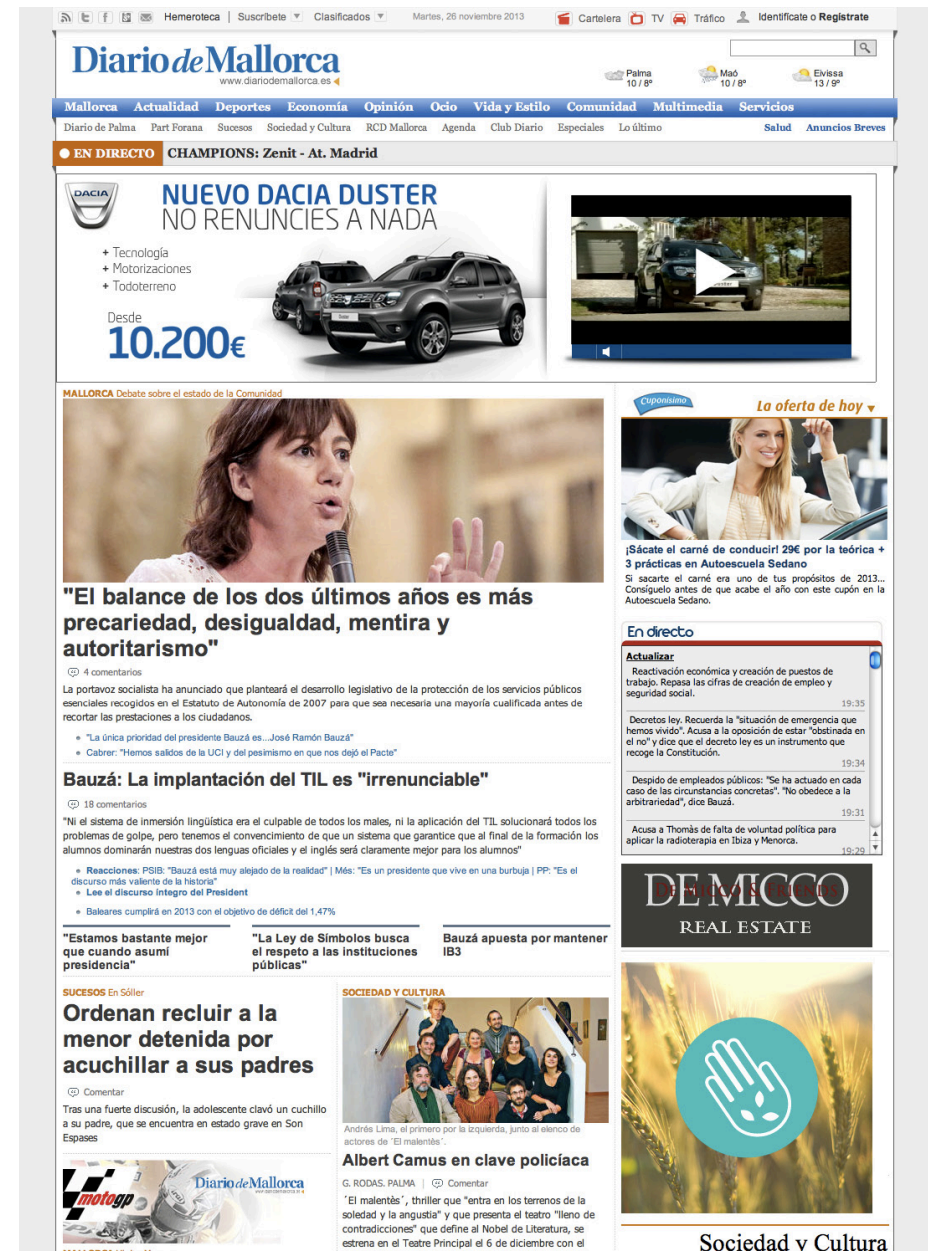 Hemeroteca | Suscríbete | Clasificados
Martes, 26 noviembre 2013
Cartelera TV Tráfico Identifícate o Regístrate
Diario de Mallorca
www.diariodemallorca.es
Palma 10 / 8º
Maó 10 / 8º
Eivissa 13 / 9º
Mallorca Actualidad Deportes Economía Opinión Ocio Vida y Estilo Comunidad Multimedia Servicios
Diario de Palma Part Forana Sucesos Sociedad y Cultura RCD Mallorca Agenda Club Diario Especiales Lo último Salud Anuncios Breves
EN DIRECTO CHAMPIONS: Zenit - At. Madrid
DACIA
NUEVO DACIA DUSTER
NO RENUNCIES A NADA
+ Tecnología
+ Motorizaciones
+ Todoterreno
Desde
10.200€
MALLORCA Debate sobre el estado de la Comunidad
"El balance de los dos últimos años es más
precariedad, desigualdad, mentira y
autoritarismo"
4 comentarios
La portavoz socialista ha anunciado que planteará el desarrollo legislativo de la protección de los servicios públicos
esenciales recogidos en el Estatuto de Autonomía de 2007 para que sea necesaria una mayoría cualificada antes de
recortar las prestaciones a los ciudadanos.
"La única prioridad del presidente Bauzá es...José Ramón Bauzá"
Cabrer: "Hemos salidos de la UCI y del pesimismo en que nos dejó el Pacte"
Bauzá: La implantación del TIL es "irrenunciable"
18 comentarios
"Ni el sistema de inmersión lingüística era el culpable de todos los males, ni la aplicación del TIL solucionará todos los
problemas de golpe, pero tenemos el convencimiento de que un sistema que garantice que al final de la formación los
alumnos dominarán nuestras dos lenguas oficiales y el inglés será claramente mejor para los alumnos"
Reacciones: PSIB: "Bauzá está muy alejado de la realidad" | Més: "Es un presidente que vive en una burbuja | PP: "Es el
discurso más valiente de la historia"
Lee el discurso íntegro del President
Baleares cumplirá en 2013 con el objetivo de déficit del 1,47%
"Estamos bastante mejor
que cuando asumí
presidencia"
"La Ley de Símbolos busca
el respeto a las instituciones
públicas"
Bauzá apuesta por mantener
IB3
SUCESOS En Sóller
Ordenan recluir a la
menor detenida por
acuchillar a sus padres
Comentar
Tras una fuerte discusión, la adolescente clavó un cuchillo
a su padre, que se encuentra en estado grave en Son
Espases
motogp
Diario de Mallorca
SOCIEDAD Y CULTURA
Andrés Lima, el primero por la izquierda, junto al elenco de
actores de ´El malentès´.
Albert Camus en clave policíaca
G. RODAS. PALMA | Comentar
´El malentès´, thriller que "entra en los terrenos de la
soledad y la angustia" y que presenta el teatro "lleno de
contradicciones" que define al Nobel de Literatura, se
estrena en el Teatre Principal el 6 de diciembre con el
Cuponísimo
La oferta de hoy
¡Sácate el carné de conducir! 29€ por la teórica +
3 prácticas en Autoescuela Sedano
Si sacarte el carné era uno de tus propósitos de 2013...
Consíguelo antes de que acabe el año con este cupón en la
Autoescuela Sedano.
En directo
Actualizar
Reactivación económica y creación de puestos de
trabajo. Repasa las cifras de creación de empleo y
seguridad social.
19:35
Decretos ley. Recuerda la "situación de emergencia que
hemos vivido". Acusa a la oposición de estar "obstinada en
el no" y dice que el decreto ley es un instrumento que
recoge la Constitución.
19:34
Despido de empleados públicos: "Se ha actuado en cada
caso de las circunstancias concretas". "No obedece a la
arbitrariedad", dice Bauzá.
19:31
Acusa a Thomàs de falta de voluntad política para
aplicar la radioterapia en Ibiza y Menorca.
19:29
DE MICCO
DE MICCO & FRIENDS
REAL ESTATE
Sociedad y Cultura